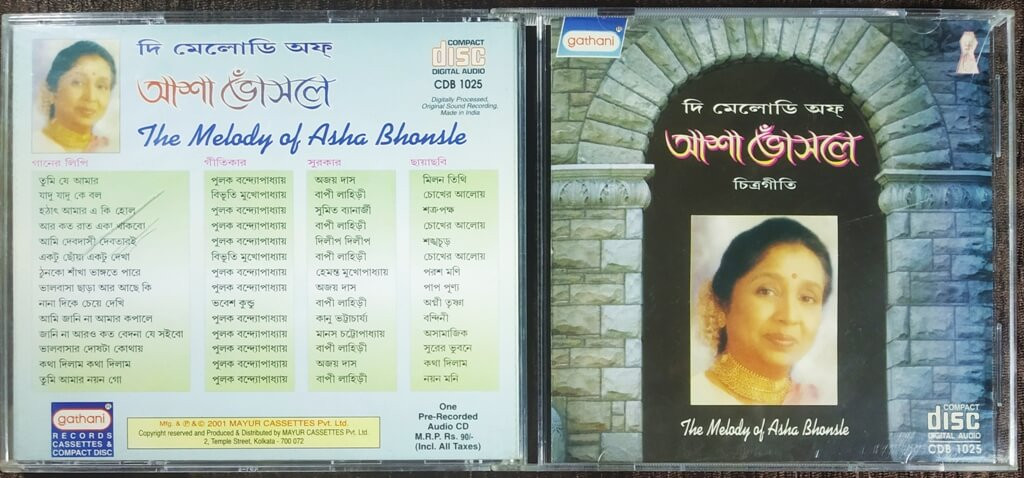 দি মেলোডি অফ্
আশা ভোঁসলে
The Melody of Asha Bhonsle
COMPACT
disc
DIGITAL AUDIO
CDB 1025
Digitally Processed,
Original Sound Recording,
Made in India
গানের লিপি গীতিকার সুরকার ছায়াছবি
তুমি যে আমার পুলক বন্দ্যোপাধ্যায় অজয় দাস মিলন তিথি
যাদু যাদু কে বল বিভূতি মুখোপাধ্যায় বাপী লাহিড়ী চোখের আলোয়
হঠাৎ আমার এ কি হোল পুলক বন্দ্যোপাধ্যায় সুমিত ব্যানার্জী শত্রুপক্ষ
আর কত রাত একা থাকবো পুলক বন্দ্যোপাধ্যায় বাপী লাহিড়ী চোখের আলোয়
আমি দেবদাসী দেবতারই পুলক বন্দ্যোপাধ্যায় দিলীপ দিলীপ শঙ্খচূড়
একটু ছোঁয়া একটু দেখা বিভূতি মুখোপাধ্যায় বাপী লাহিড়ী চোখের আলোয়
ঠুনকো শাঁখা ভাঙ্গতে পারে পুলক বন্দ্যোপাধ্যায় হেমন্ত মুখোপাধ্যায় পরশ মণি
ভালবাসা ছাড়া আর আছে কি পুলক বন্দ্যোপাধ্যায় অজয় দাস পাপ পূণ্য
নানা দিকে চেয়ে দেখি ভবেশ কুন্ডু বাপী লাহিড়ী অগ্নী তৃষ্ণা
আমি জানি না আমার কপালে পুলক বন্দ্যোপাধ্যায় কানু ভট্টাচার্য্য বন্দিনী
জানি না আরও কত বেদনা যে সইবো পুলক বন্দ্যোপাধ্যায় মানস চট্টোপাধ্যায় অসামাজিক
ভালবাসার দোষটা কোথায় পুলক বন্দ্যোপাধ্যায় বাপী লাহিড়ী সুরের ভুবনে
কথা দিলাম কথা দিলাম পুলক বন্দ্যোপাধ্যায় অজয় দাস কথা দিলাম
তুমি আমার নয়ন গো পুলক বন্দ্যোপাধ্যায় বাপী লাহিড়ী নয়ন মনি
gathani
RECORDS
CASSETTES &
COMPACT DISC
Mfg. & Ⓟ & © 2001 MAYUR CASSETTES Pvt. Ltd.
Copyright reserved and Produced & Distributed by MAYUR CASSETTES Pvt. Ltd.
2, Temple Street, Kolkata - 700 072
One
Pre-Recorded
Audio CD
M.R.P. Rs. 90/-
(Incl. All Taxes)
gathani
দি মেলোডি অফ্
আশা ভোঁসলে
চিত্রগীতি
The Melody of Asha Bhonsle
COMPACT
disc
DIGITAL AUDIO
CDB 1025